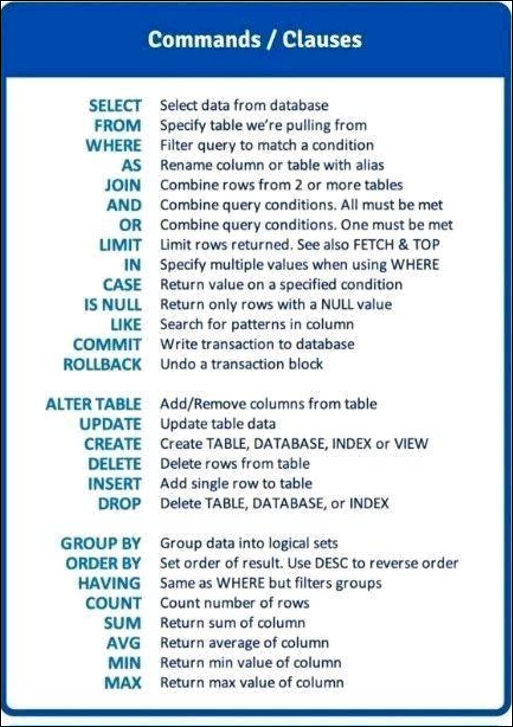 Commands / Clauses
SELECT Select data from database
FROM Specify table we're pulling from
WHERE Filter query to match a condition
AS Rename column or table with alias
JOIN Combine rows from 2 or more tables
AND Combine query conditions. All must be met
OR Combine query conditions. One must be met
LIMIT Limit rows returned. See also FETCH & TOP
IN Specify multiple values when using WHERE
CASE Return value on a specified condition
IS NULL Return only rows with a NULL value
LIKE Search for patterns in column
COMMIT Write transaction to database
ROLLBACK Undo a transaction block
ALTER TABLE Add/Remove columns from table
UPDATE Update table data
CREATE Create TABLE, DATABASE, INDEX or VIEW
DELETE Delete rows from table
INSERT Add single row to table
DROP Delete TABLE, DATABASE, or INDEX
GROUP BY Group data into logical sets
ORDER BY Set order of result. Use DESC to reverse order
HAVING Same as WHERE but filters groups
COUNT Count number of rows
SUM Return sum of column
AVG Return average of column
MIN Return min value of column
MAX Return max value of column